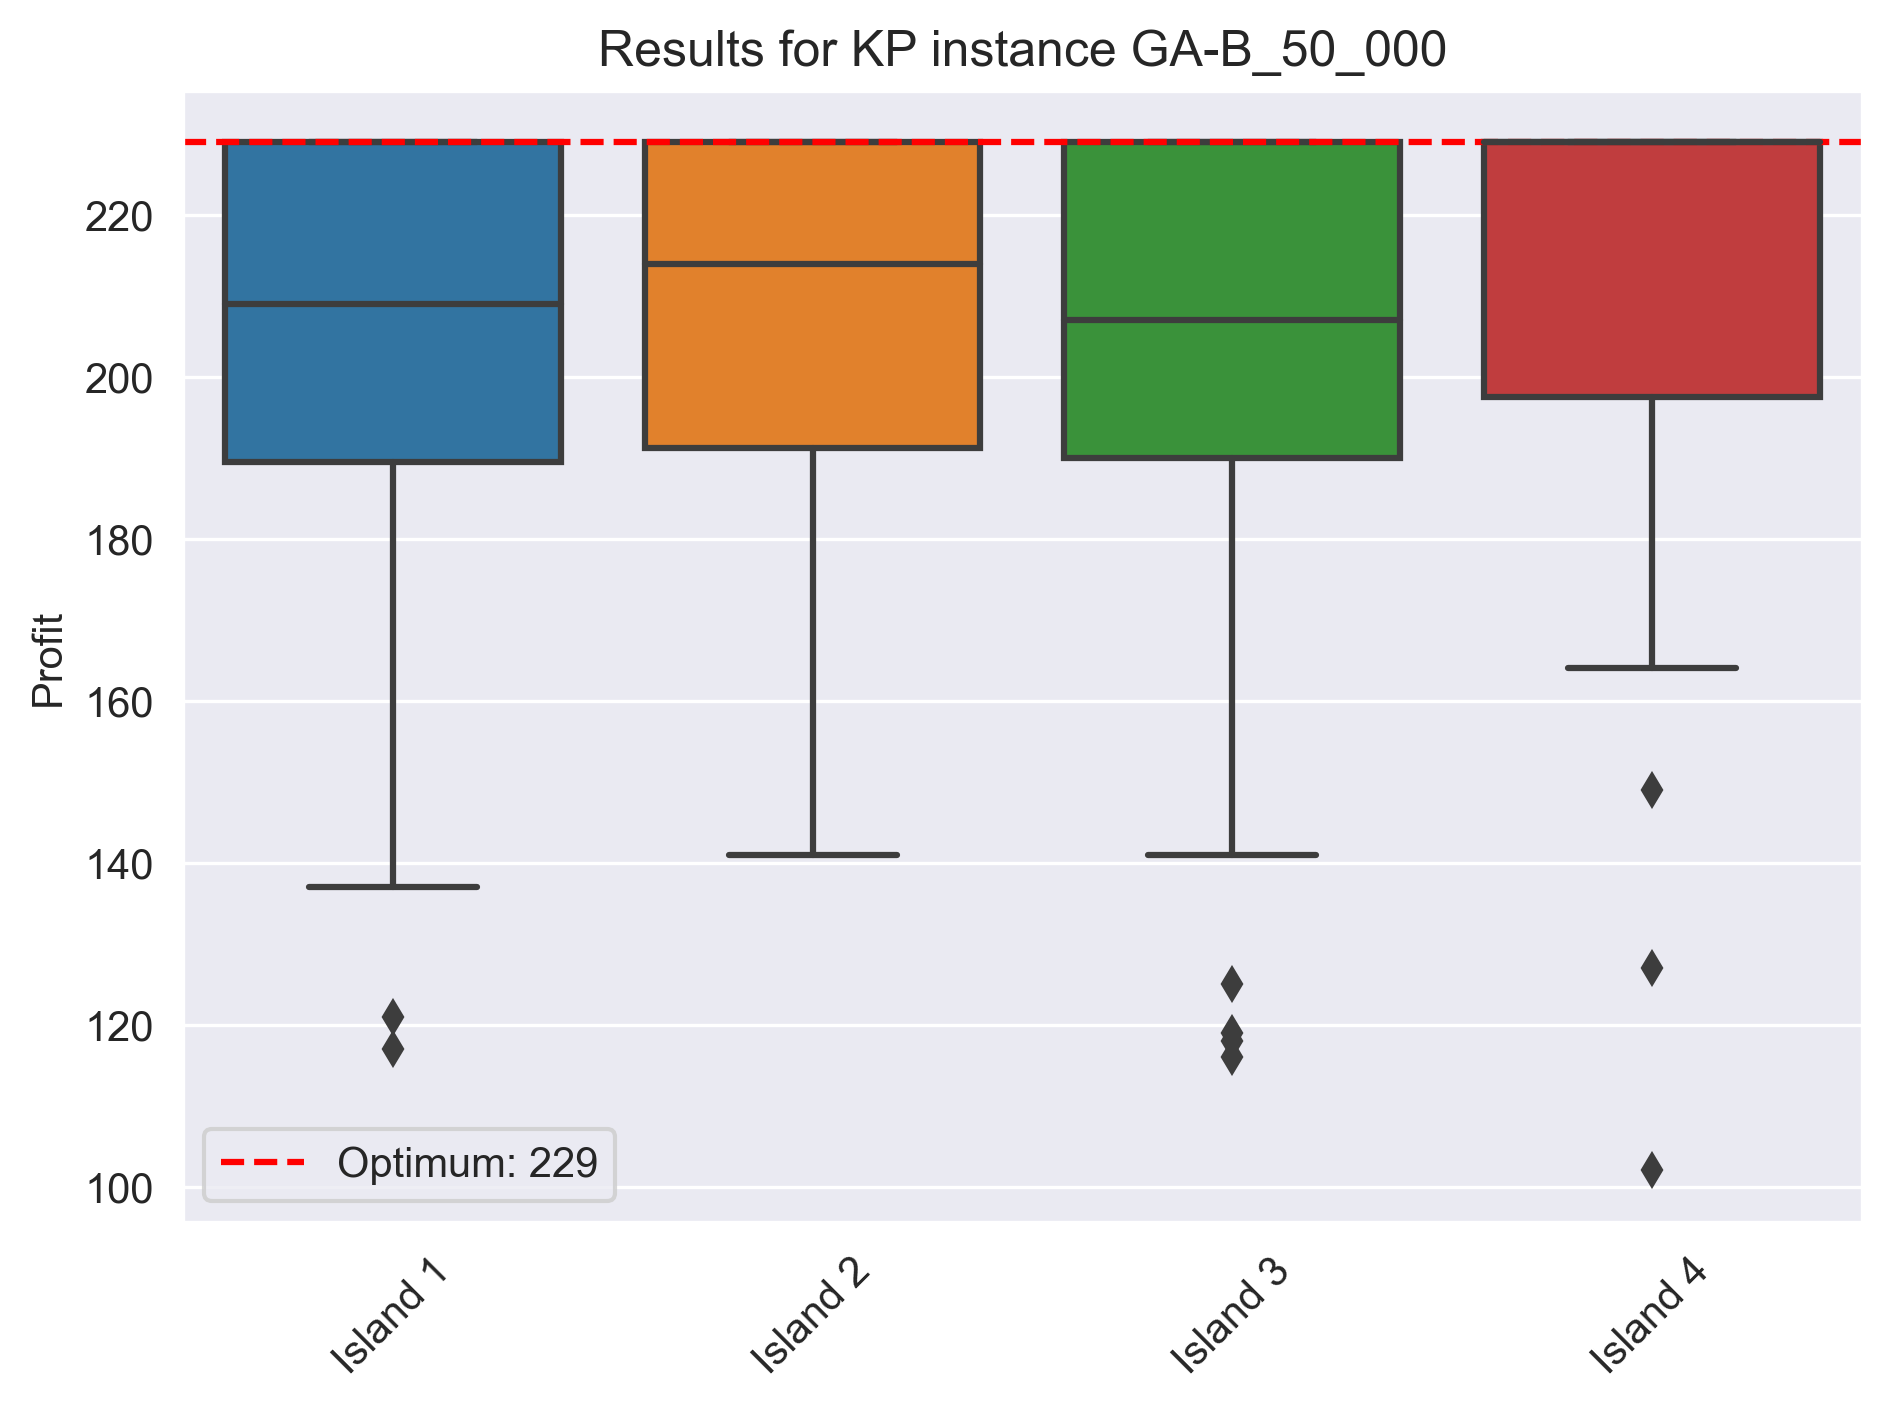 Results for KP instance GA-B_50_000
Profit
220
200
180
160
140
120
100
Optimum: 229
Island 1
Island 2
Island 3
Island 4